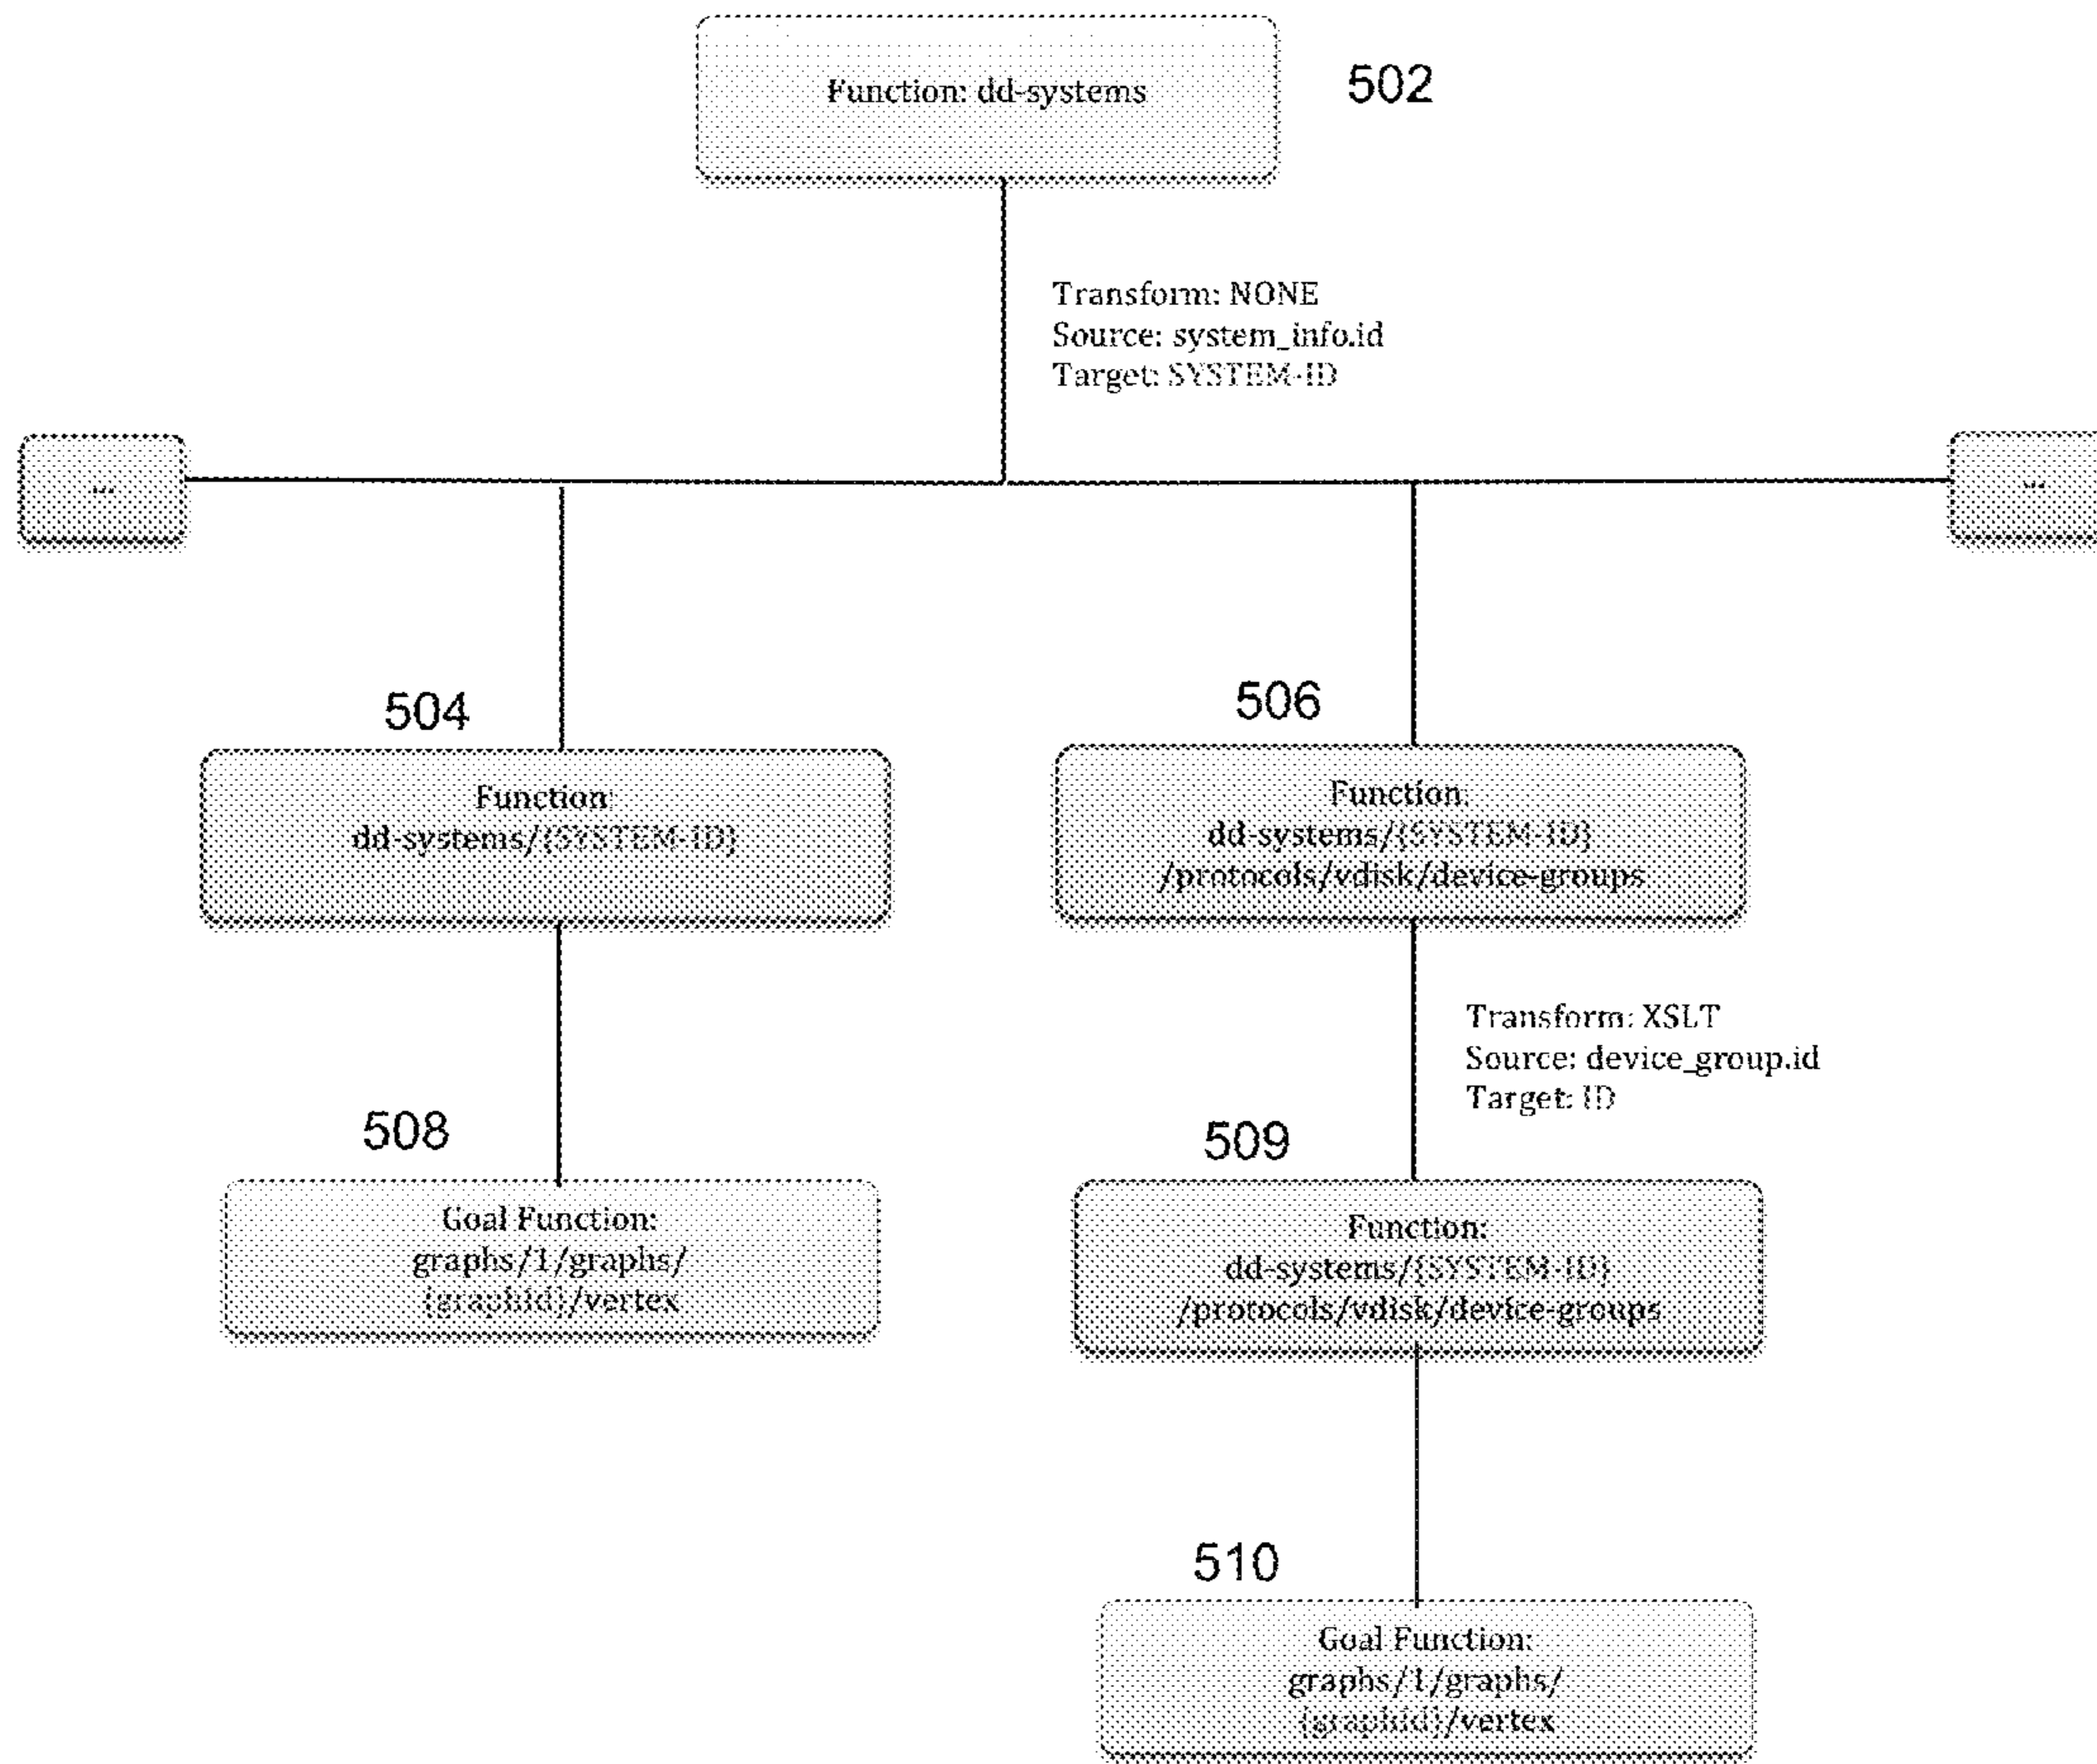 Function: dd-systems
502
Transform: NONE
Source: system_info.id
Target: SYSTEM-ID
...
...
504
Function:
dd-systems/{SYSTEM-ID}
506
Function:
dd-systems/{SYSTEM-ID}
/protocols/vdisk/device-groups
Transform: XSLT
Source: device_group.id
Target: ID
508
Goal Function:
graphs/1/graphs/
{graphid}/vertex
509
Function:
dd-systems/{SYSTEM-ID}
/protocols/vdisk/device-groups
510
Goal Function:
graphs/1/graphs/
{graphid}/vertex